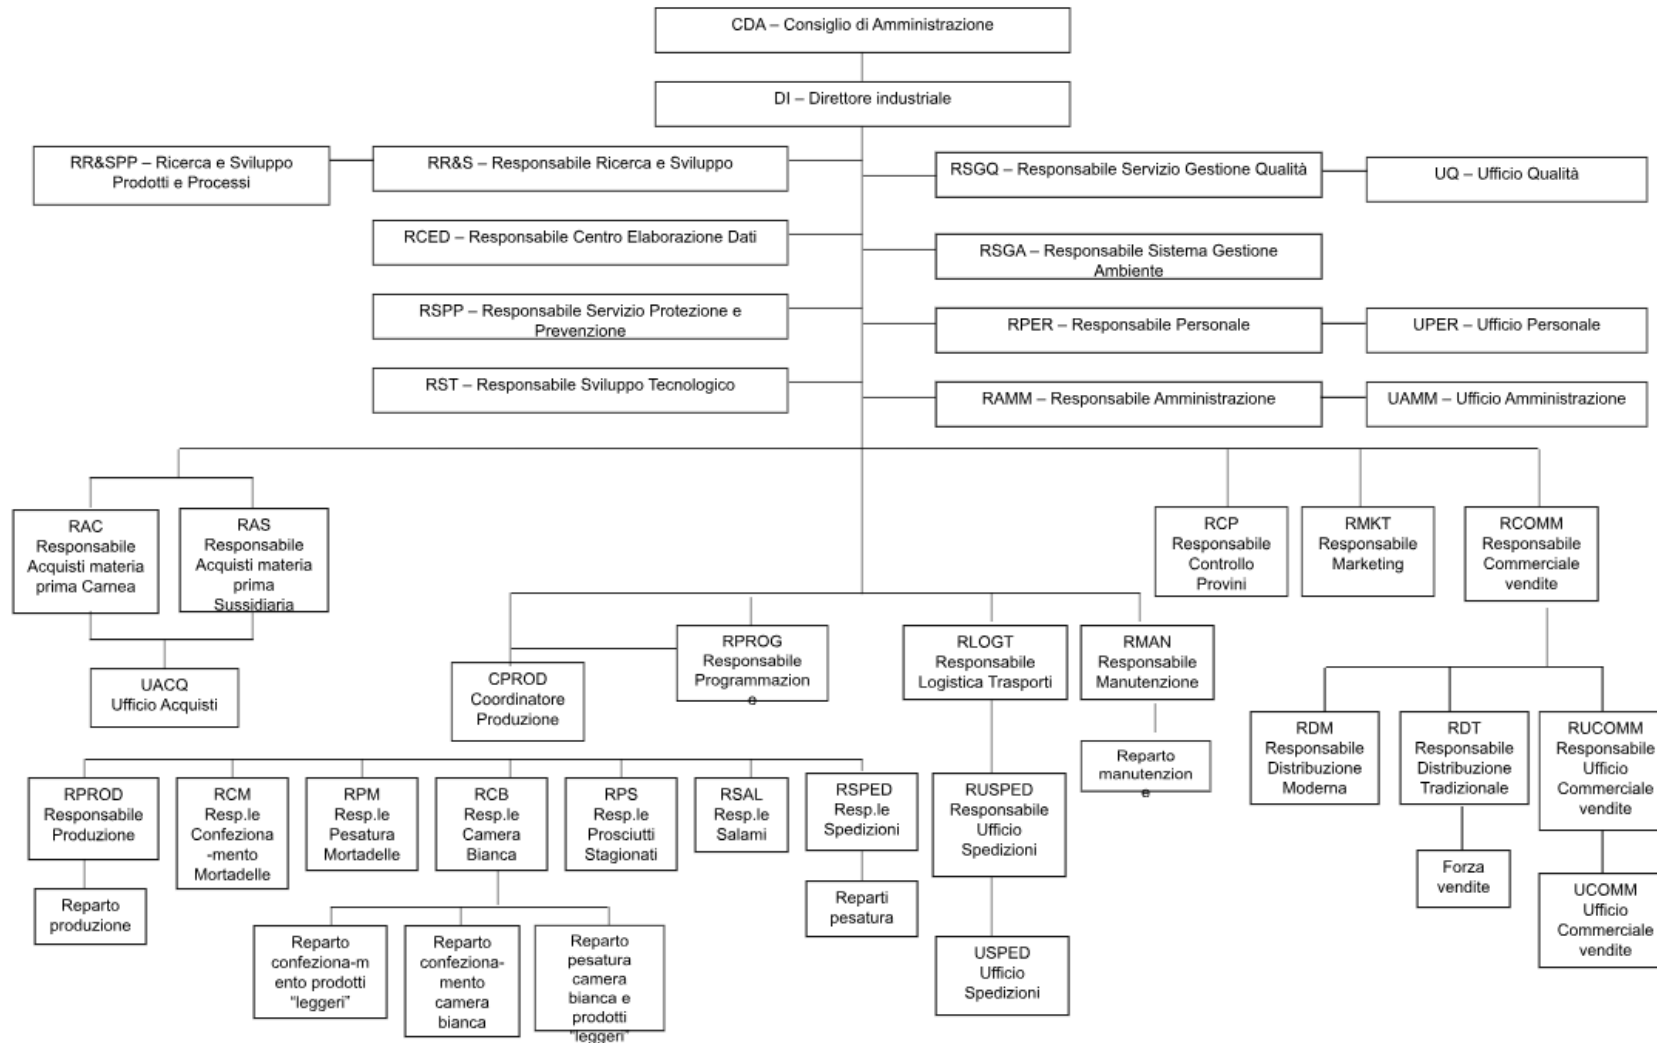 CDA – Consiglio di Amministrazione
DI – Direttore industriale
RR&SPP – Ricerca e Sviluppo
Prodotti e Processi
RR&S – Responsabile Ricerca e Sviluppo
RSGQ – Responsabile Servizio Gestione Qualità
UQ – Ufficio Qualità
RCED – Responsabile Centro Elaborazione Dati
RSGA – Responsabile Sistema Gestione
Ambiente
RSPP – Responsabile Servizio Protezione e
Prevenzione
RPER – Responsabile Personale
UPER – Ufficio Personale
RST – Responsabile Sviluppo Tecnologico
RAMM – Responsabile Amministrazione
UAMM – Ufficio Amministrazione
RAC
Responsabile
Acquisti materia
prima Carnea
RAS
Responsabile
Acquisti materia
prima
Sussidiaria
RCP
Responsabile
Controllo
Provini
RMKT
Responsabile
Marketing
RCOMM
Responsabile
Commerciale
vendite
UACQ
Ufficio Acquisti
CPROD
Coordinatore
Produzione
RPROG
Responsabile
Programmazion
e
RLOGT
Responsabile
Logistica Trasporti
RMAN
Responsabile
Manutenzione
RDM
Responsabile
Distribuzione
Moderna
RDT
Responsabile
Distribuzione
Tradizionale
RUCOMM
Responsabile
Ufficio
Commerciale
vendite
Reparto
manutenzion
e
RPROD
Responsabile
Produzione
RCM
Resp.le
Confeziona
-mento
Mortadelle
RPM
Resp.le
Pesatura
Mortadelle
RCB
Resp.le
Camera
Bianca
RPS
Resp.le
Prosciutti
Stagionati
RSAL
Resp.le
Salami
RSPED
Resp.le
Spedizioni
RUSPED
Responsabile
Ufficio
Spedizioni
Forza
vendite
UCOMM
Ufficio
Commerciale
vendite
Reparto
produzione
Reparti
pesatura
Reparto
confeziona-m
ento prodotti
"leggeri"
Reparto
confeziona-
mento
camera
bianca
Reparto
pesatura
camera
bianca e
prodotti
"leggeri"
USPED
Ufficio
Spedizioni